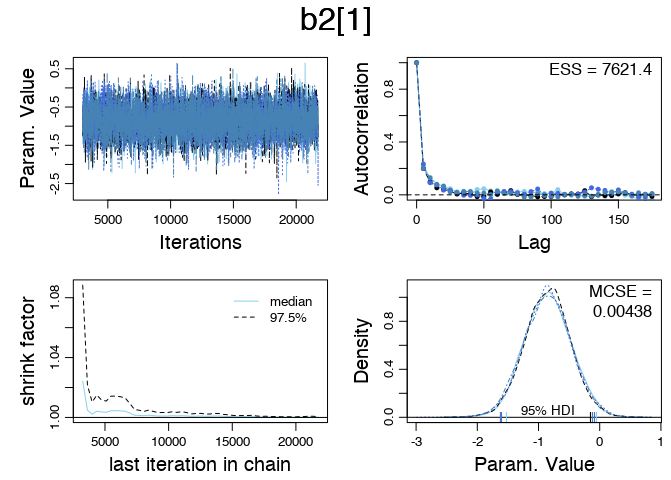 b2[1]
Param. Value
0.5
-0.5
-1.5
-2.5
5000 10000 15000 20000
Iterations
ESS = 7621.4
Autocorrelation
0.8
0.4
0.0
0 50 100 150
Lag
shrink factor
1.08
1.04
1.00
median
97.5%
5000 10000 15000 20000
last iteration in chain
MCSE =
0.00438
Density
0.8
0.4
0.0
95% HDI
-3 -2 -1 0 1
Param. Value